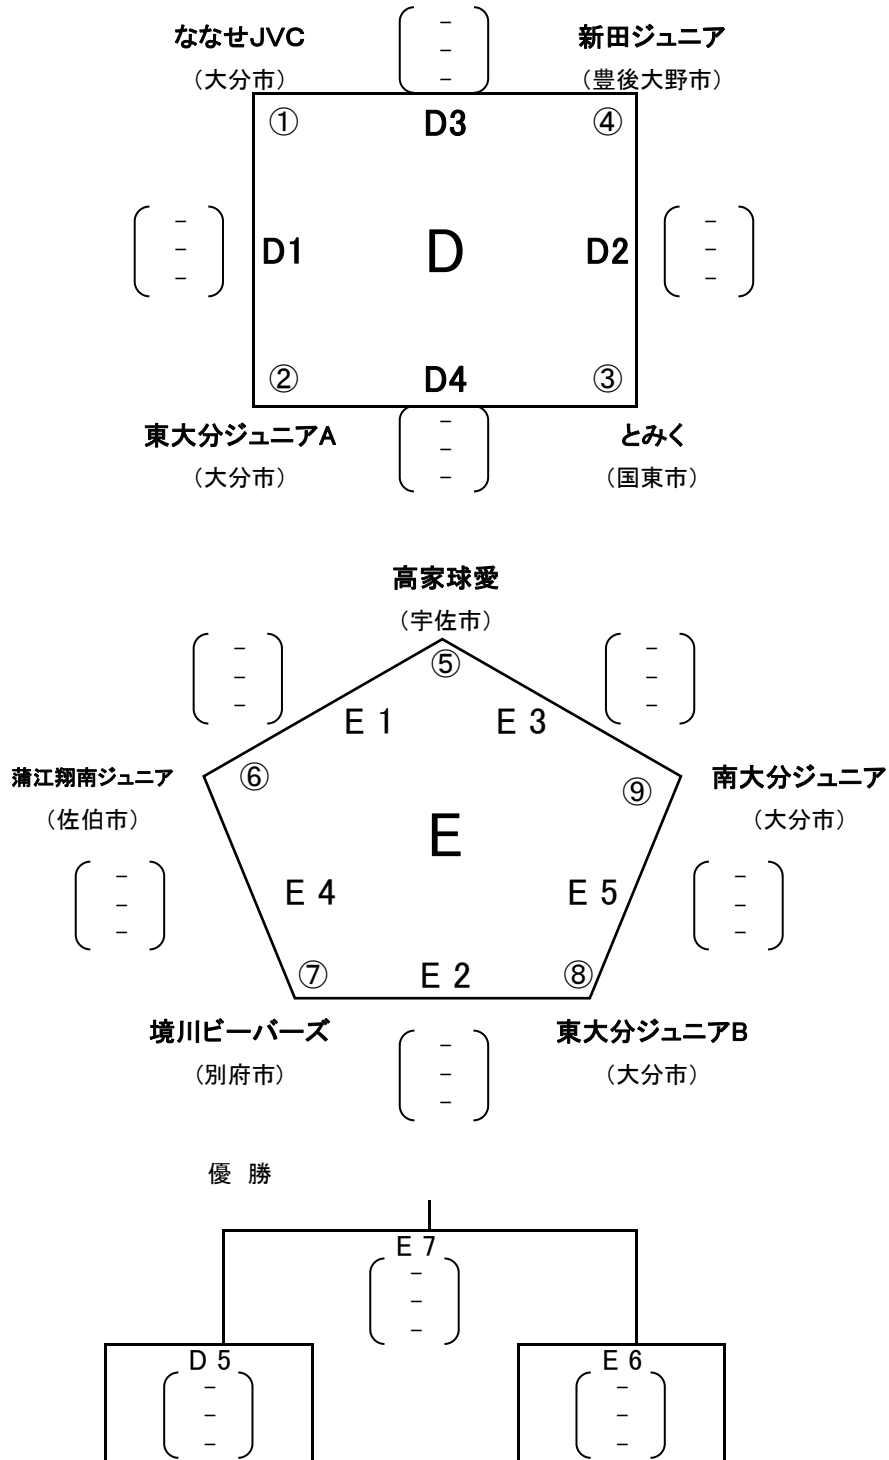 ななせJVC
(大分市)
新田ジュニア
(豊後大野市)
-
-
-
① D3 ④
-
-
-
D1 D D2
-
-
-
② D4 ③
東大分ジュニアA
(大分市)
-
-
-
とみく
(国東市)
高家球愛
(宇佐市)
⑤
-
-
-
E 1 E 3
-
-
-
蒲江翔南ジュニア
(佐伯市)
⑥ ⑨
南大分ジュニア
(大分市)
E
-
-
-
E 4 E 5
-
-
-
⑦ E 2 ⑧
境川ビーバーズ
(別府市)
-
-
-
東大分ジュニアB
(大分市)
優 勝
E 7
-
-
-
D 5
-
-
-
E 6
-
-
-